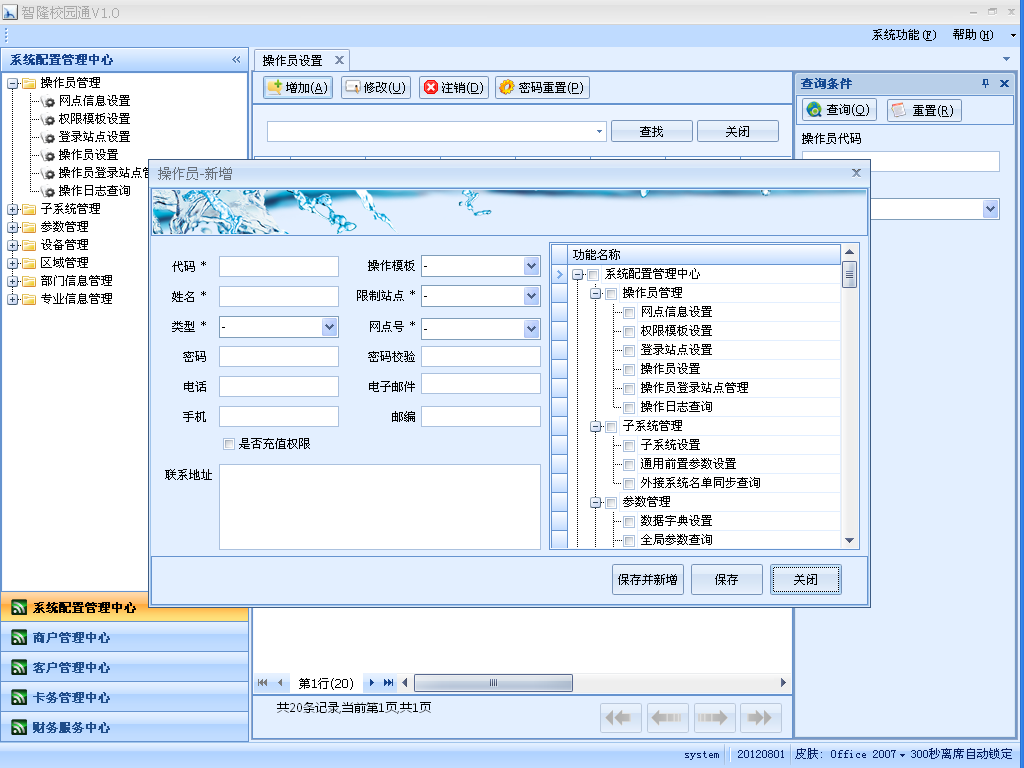 智隆校园通V1.0
系统功能(F) 帮助(H)
系统配置管理中心
操作员管理
网点信息设置
权限模板设置
登录站点设置
操作员设置
操作员登录站点管
操作日志查询
子系统管理
参数管理
设备管理
区域管理
部门信息管理
专业信息管理
系统配置管理中心
商户管理中心
客户管理中心
卡务管理中心
财务服务中心
操作员设置
增加(A) 修改(U) 注销(D) 密码重置(P)
查找 关闭
查询条件
查询(Q) 重置(R)
操作员代码
操作员-新增
代码 * 操作模板 -
姓名 * 限制站点 * -
类型 * - 网点号 * -
密码 密码校验
电话 电子邮件
手机 邮编
是否充值权限
联系地址
功能名称
系统配置管理中心
操作员管理
网点信息设置
权限模板设置
登录站点设置
操作员设置
操作员登录站点管理
操作日志查询
子系统管理
子系统设置
通用前置参数设置
外接系统名单同步查询
参数管理
数据字典设置
全局参数查询
保存并新增 保存 关闭
第1行(20)
共20条记录,当前第1页,共1页
system 20120801 皮肤: Office 2007 300秒离席自动锁定